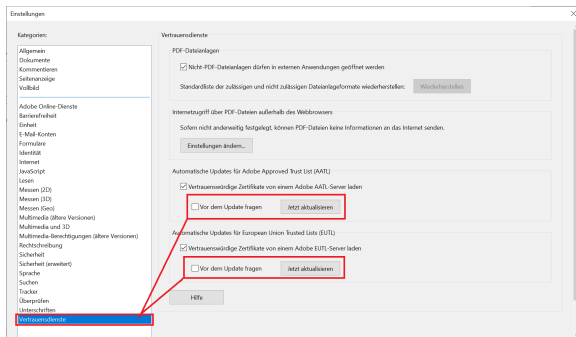 Einstellungen
Kategorien:
Allgemein
Dokumente
Kommentieren
Seitenanzeige
Vollbild
Adobe Online-Dienste
Barrierefreiheit
Einheit
E-Mail-Konten
Formulare
Identität
Internet
JavaScript
Lesen
Messen (2D)
Messen (3D)
Messen (Geo)
Multimedia (ältere Versionen)
Multimedia und 3D
Multimedia-Berechtigungen (ältere Versionen)
Rechtschreibung
Sicherheit
Sicherheit (erweitert)
Sprache
Suchen
Tracker
Überprüfen
Unterschriften
Vertrauensdienste
Vertrauensdienste
PDF-Dateianlagen
Nicht-PDF-Dateianlagen dürfen in externen Anwendungen geöffnet werden
Standardliste der zulässigen und nicht zulässigen Dateianlageformate wiederherstellen: Wiederherstellen
Internetzugriff über PDF-Dateien außerhalb des Webbrowsers
Sofern nicht anderweitig festgelegt, können PDF-Dateien keine Informationen an das Internet senden.
Einstellungen ändern...
Automatische Updates für Adobe Approved Trust List (AATL)
Vertrauenswürdige Zertifikate von einem Adobe AATL-Server laden
Vor dem Update fragen Jetzt aktualisieren
Automatische Updates für European Union Trusted Lists (EUTL)
Vertrauenswürdige Zertifikate von einem Adobe EUTL-Server laden
Vor dem Update fragen Jetzt aktualisieren
Hilfe